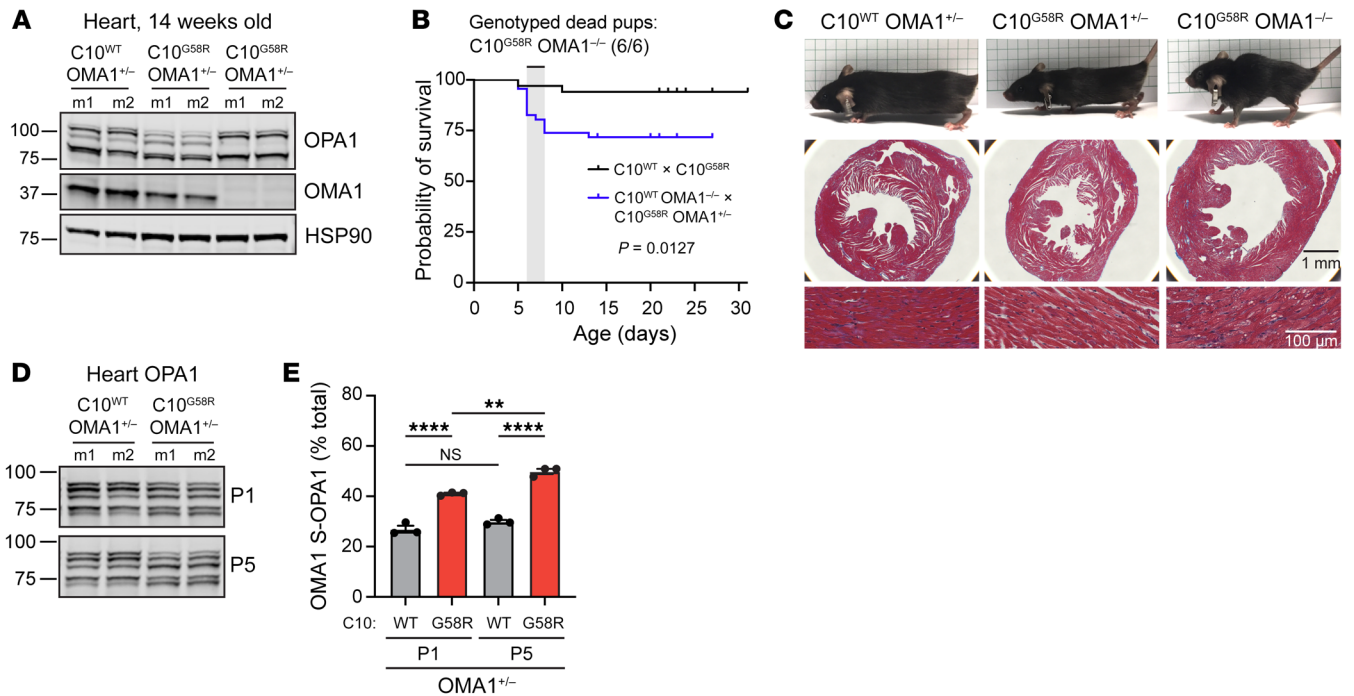 A
Heart, 14 weeks old
C10ᵂᵀ C10ᴳ⁵⁸ᴿ C10ᴳ⁵⁸ᴿ
OMA1⁺/⁻ OMA1⁺/⁻ OMA1⁺/⁻
m1 m2 m1 m2 m1 m2
100
75
OPA1
37
OMA1
75
HSP90
B
Genotyped dead pups:
C10ᴳ⁵⁸ᴿ OMA1⁻/⁻ (6/6)
Probability of survival
100
75
50
25
0
C10ᵂᵀ × C10ᴳ⁵⁸ᴿ
C10ᵂᵀ OMA1⁻/⁻ ×
C10ᴳ⁵⁸ᴿ OMA1⁺/⁻
P = 0.0127
0 5 10 15 20 25 30
Age (days)
C
C10ᵂᵀ OMA1⁺/⁻ C10ᴳ⁵⁸ᴿ OMA1⁺/⁻ C10ᴳ⁵⁸ᴿ OMA1⁻/⁻
1 mm
100 µm
D
Heart OPA1
C10ᵂᵀ C10ᴳ⁵⁸ᴿ
OMA1⁺/⁻ OMA1⁺/⁻
m1 m2 m1 m2
100
75
P1
100
75
P5
E
OMA1 S-OPA1 (% total)
80
60
40
20
0
**
**** ****
NS
C10: WT G58R WT G58R
P1 P5
OMA1⁺/⁻